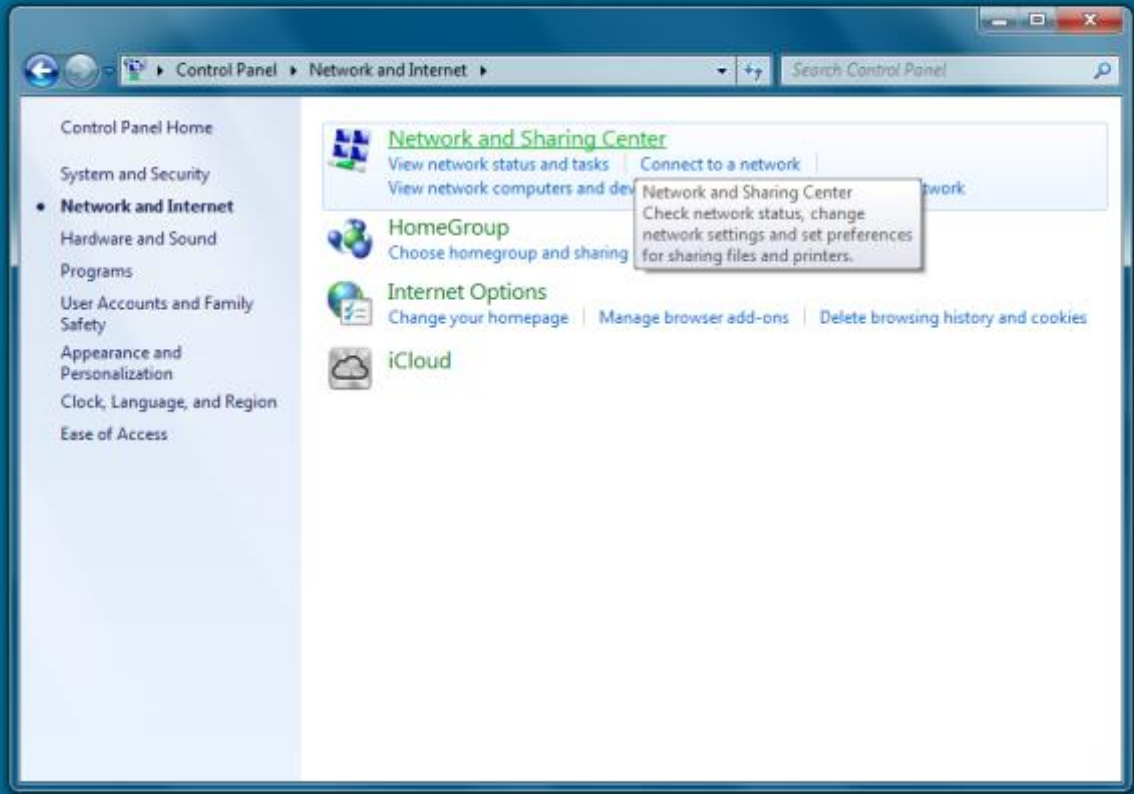 Control Panel ▸ Network and Internet ▸
Search Control Panel
Control Panel Home
System and Security
• Network and Internet
Hardware and Sound
Programs
User Accounts and Family
Safety
Appearance and
Personalization
Clock, Language, and Region
Ease of Access
Network and Sharing Center
View network status and tasks
Connect to a network
View network computers and
Network and Sharing Center
Check network status, change
network settings and set preferences
for sharing files and printers.
HomeGroup
Choose homegroup and sharing
Internet Options
Change your homepage
Manage browser add-ons
Delete browsing history and cookies
iCloud